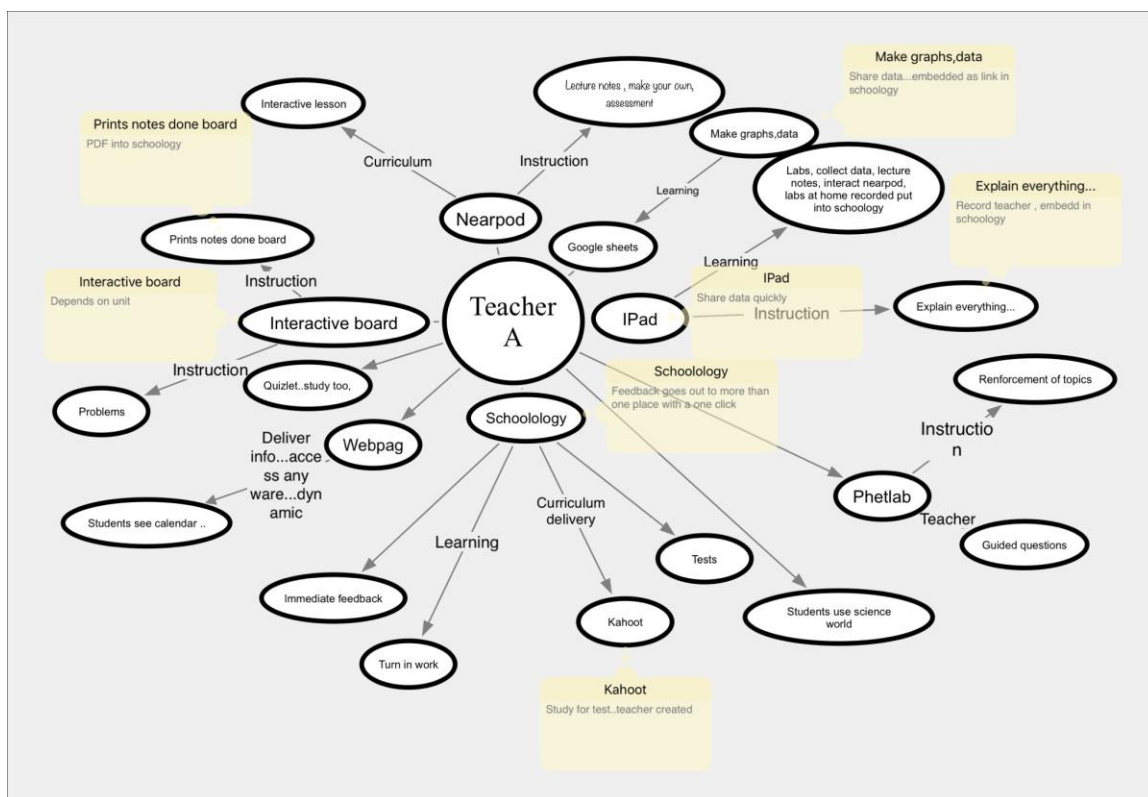 Make graphs,data
Share data...embedded as link in
schoology
Lecture notes , make your own,
assessment
Interactive lesson
Prints notes done board
PDF into schoology
Make graphs,data
Curriculum
Instruction
Labs, collect data, lecture
notes, interact nearpod,
labs at home recorded put
into schoology
Explain everything...
Record teacher , embedd in
schoology
Learning
Nearpod
Prints notes done board
Google sheets
Learning
Instruction
Interactive board
Depends on unit
IPad
Share data quickly
Teacher
A
Interactive board
IPad
Instruction
Explain everything...
Instruction
Quizlet..study too,
Schoolology
Feedback goes out to more than
one place with a one click
Renforcement of topics
Problems
Schoolology
Instructio
n
Webpag
Deliver
info...acce
ss any
ware...dyn
amic
Phetlab
Curriculum
delivery
Students see calendar ..
Teacher
Learning
Guided questions
Tests
Immediate feedback
Students use science
world
Kahoot
Turn in work
Kahoot
Study for test..teacher created